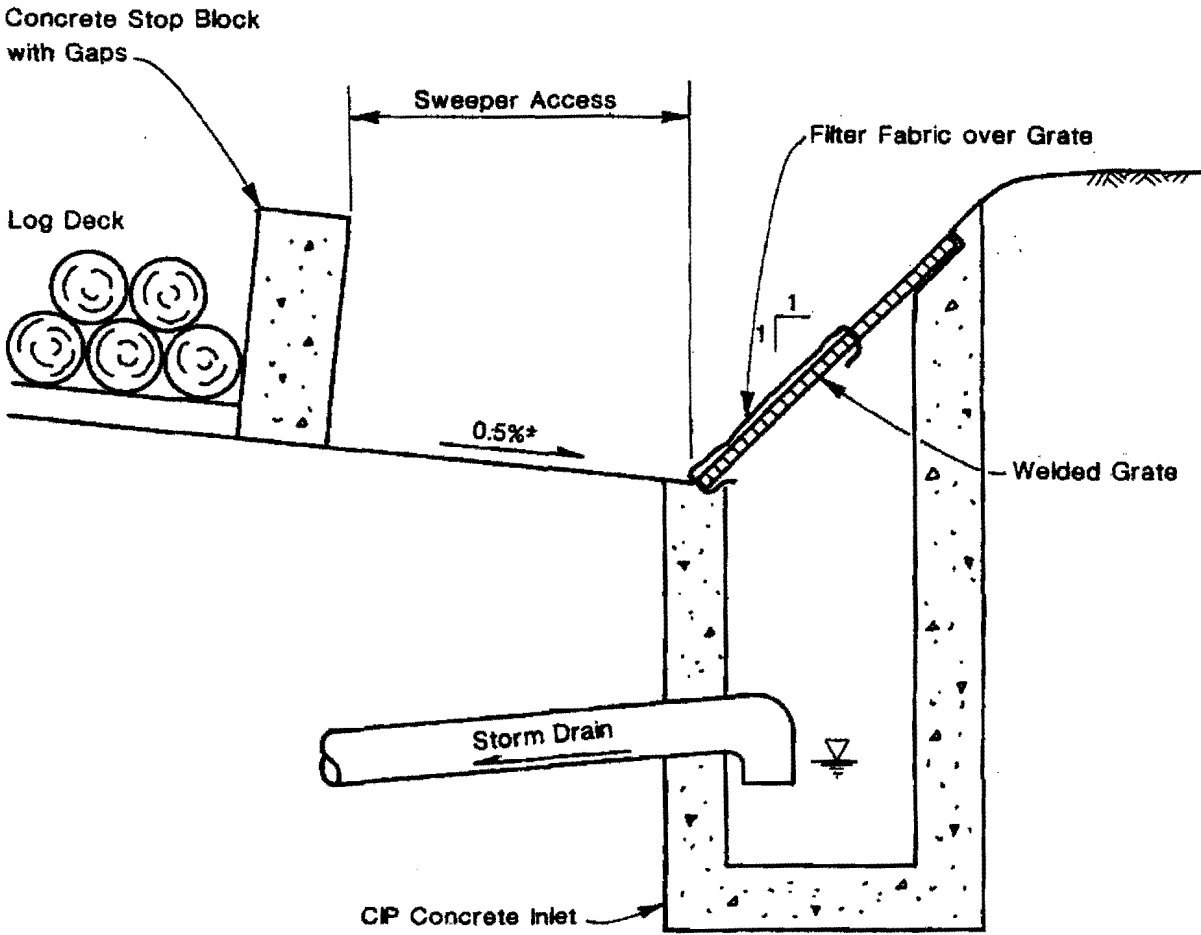 Concrete Stop Block
with Gaps
Sweeper Access
Filter Fabric over Grate
Log Deck
1
1
0.5%±
Welded Grate
Storm Drain
CIP Concrete Inlet